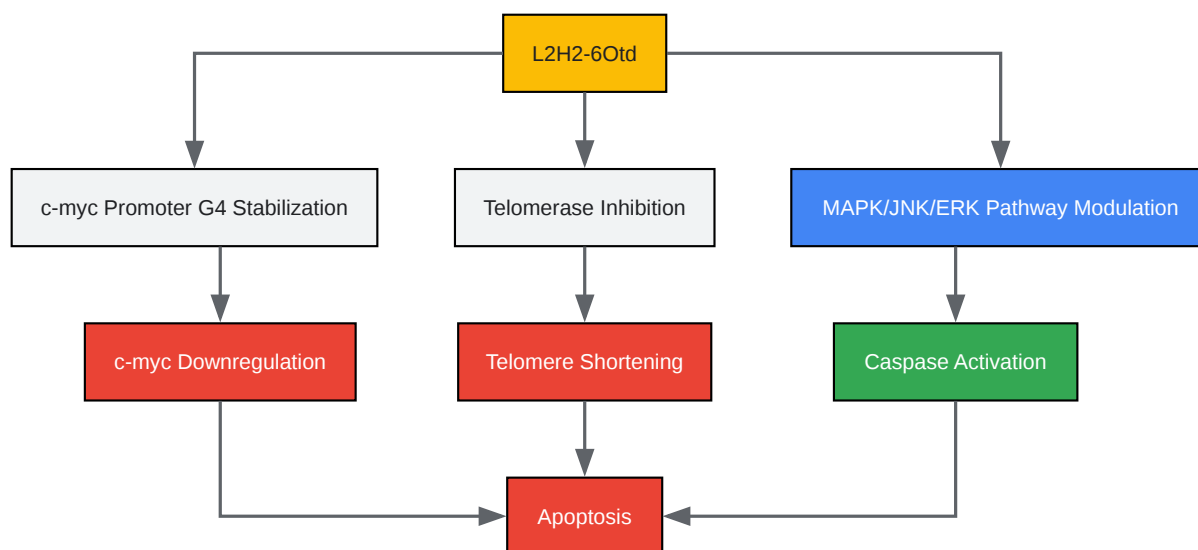 L2H2-6Otd
c-myc Promoter G4 Stabilization
Telomerase Inhibition
MAPK/JNK/ERK Pathway Modulation
c-myc Downregulation
Telomere Shortening
Caspase Activation
Apoptosis